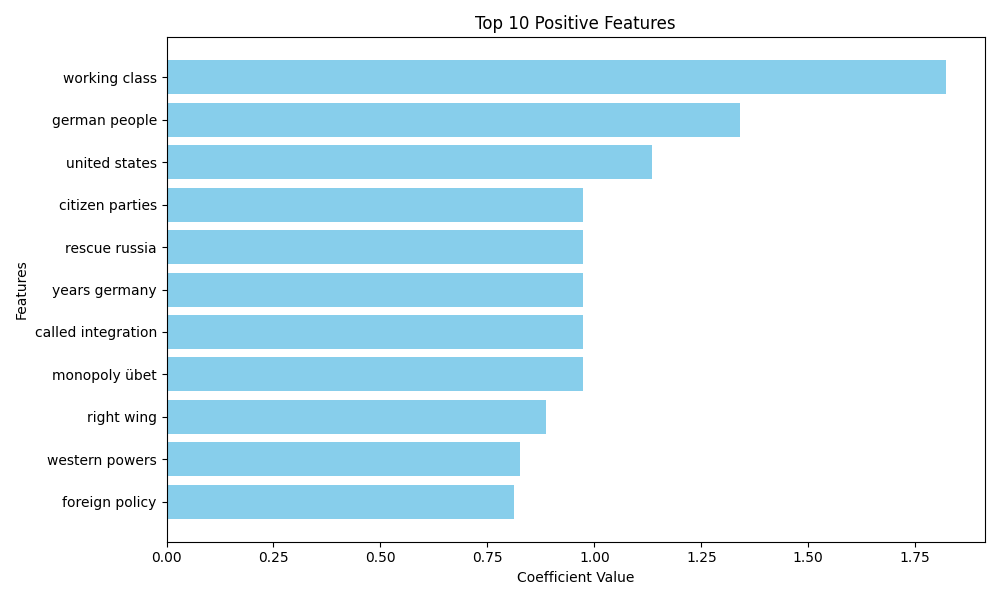 Top 10 Positive Features
Features
working class
german people
united states
citizen parties
rescue russia
years germany
called integration
monopoly übet
right wing
western powers
foreign policy
0.00 0.25 0.50 0.75 1.00 1.25 1.50 1.75
Coefficient Value